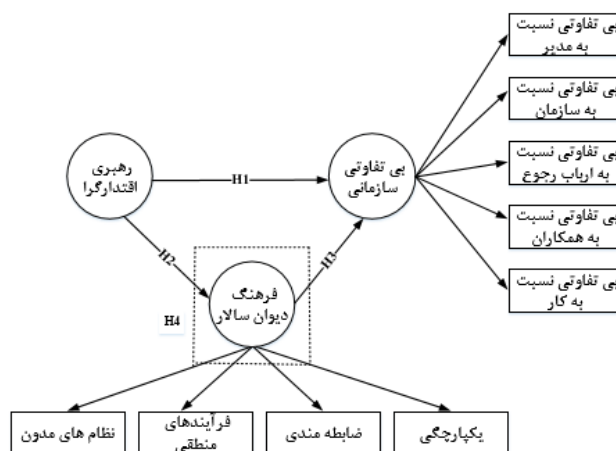 بی تفاوتی نسبت
به مدیر
بی تفاوتی نسبت
به سازمان
بی تفاوتی نسبت
به ارباب رجوع
بی تفاوتی نسبت
به همکاران
بی تفاوتی نسبت
به کار
بی تفاوتی
سازمانی
رهبری
اقتدارگرا
H1
H2
H3
H4
فرهنگ
دیوان سالار
یکپارچگی
ضابطه مندی
فرآیندهای
منطقی
نظام های مدون